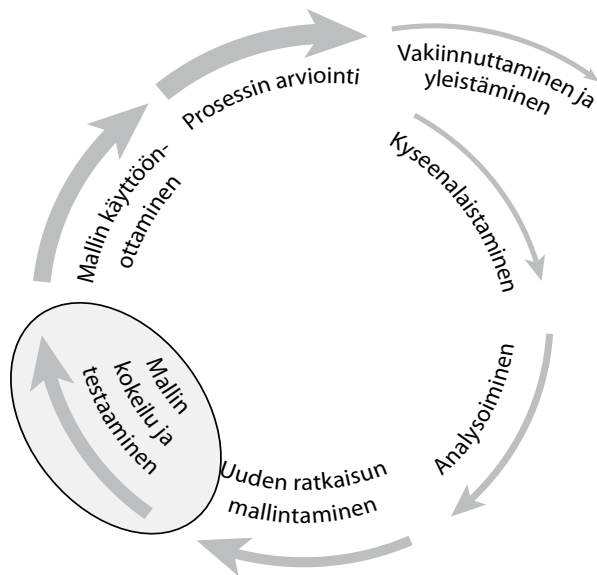 Vakiinnuttaminen ja
yleistäminen
Prosessin arviointi
Kyseenalaistaminen
Mallin käyttöön-
ottaminen
Mallin
kokeilu ja
testaaminen
Analysoiminen
Uuden ratkaisun
mallintaminen